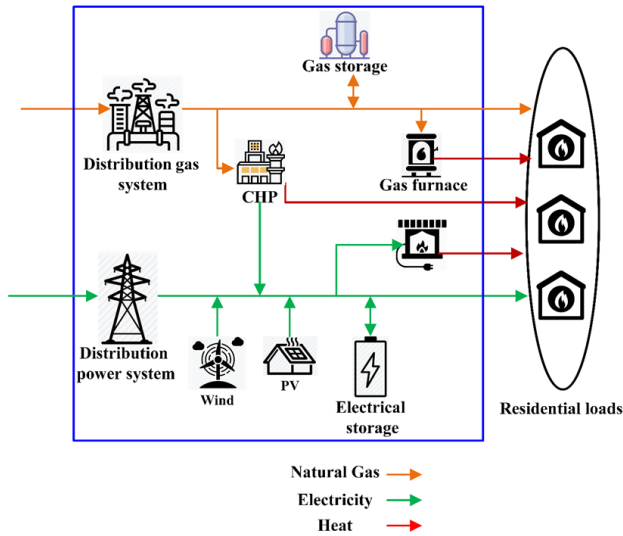 Gas storage
Distribution gas
system
CHP
Gas furnace
Distribution
power system
Wind
PV
Electrical
storage
Residential loads
Natural Gas
Electricity
Heat